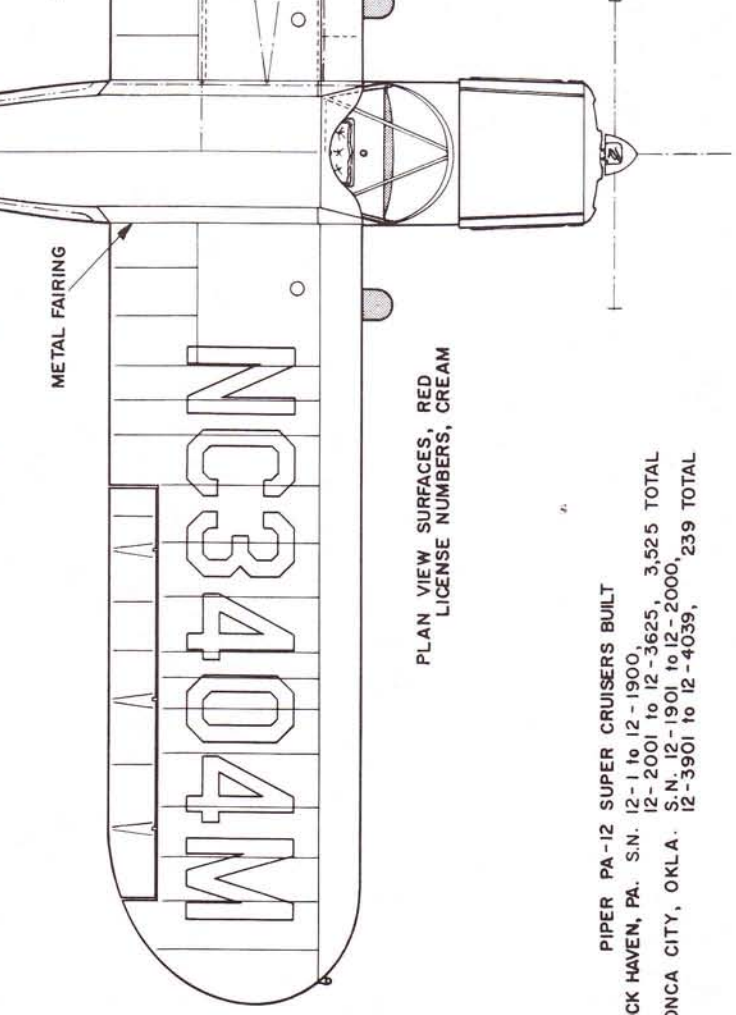 METAL FAIRING
NC3404M
PLAN VIEW SURFACES, RED
LICENSE NUMBERS, CREAM
PIPER PA-12 SUPER CRUISERS BUILT
CK HAVEN, PA. S.N. 12-1 to 12-1900,
12-2001 to 12-3625, 3,525 TOTAL
ONCA CITY, OKLA. S.N. 12-1901 to 12-2000,
12-3901 to 12-4039, 239 TOTAL